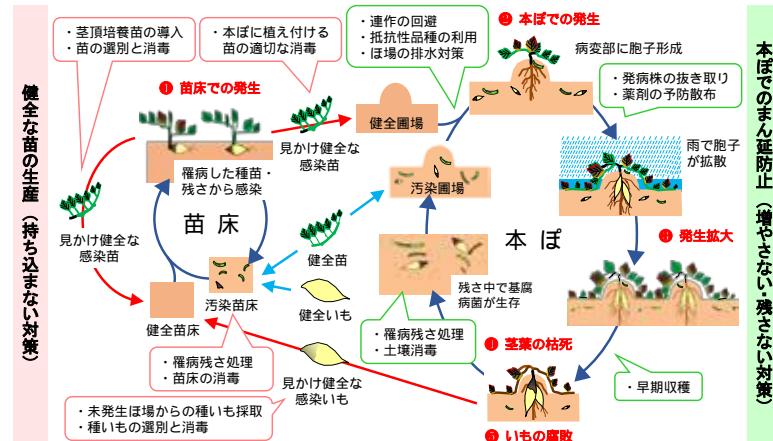 健全な苗の生産（持ち込まない対策）
・茎頂培養苗の導入
・苗の選別と消毒
・本ぽに植え付ける
苗の適切な消毒
❶ 苗床での発生
罹病した種苗・
残さから感染
見かけ健全な
感染苗
苗 床
見かけ健全な
感染苗
健全苗床
汚染苗床
健全苗
健全いも
・罹病残さ処理
・苗床の消毒
見かけ健全な
感染いも
・未発生ほ場からの種いも採取
・種いもの選別と消毒
・連作の回避
・抵抗性品種の利用
・ほ場の排水対策
健全圃場
汚染圃場
❷ 本ぽでの発生
病変部に胞子形成
・発病株の抜き取り
・薬剤の予防散布
雨で胞子
が拡散
本 ぽ
❸ 発生拡大
残さ中で基腐
病菌が生存
・罹病残さ処理
・土壌消毒
❹ 茎葉の枯死
・早期収穫
❺ いもの腐敗
本ぽでのまん延防止（増やさない・残さない対策）